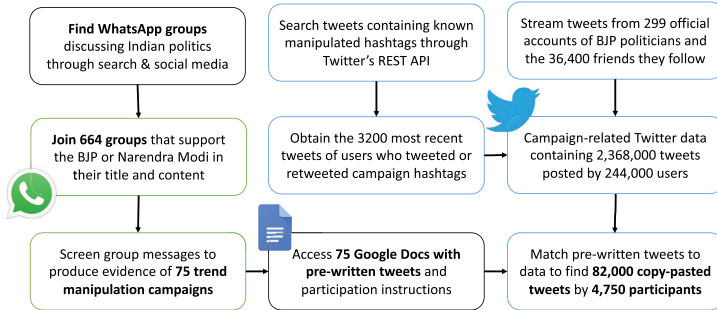 Find WhatsApp groups
discussing Indian politics
through search & social media
Search tweets containing known
manipulated hashtags through
Twitter's REST API
Stream tweets from 299 official
accounts of BJP politicians and
the 36,400 friends they follow
Join 664 groups that support
the BJP or Narendra Modi in
their title and content
Obtain the 3200 most recent
tweets of users who tweeted or
retweeted campaign hashtags
Campaign-related Twitter data
containing 2,368,000 tweets
posted by 244,000 users
Screen group messages to
produce evidence of 75 trend
manipulation campaigns
Access 75 Google Docs with
pre-written tweets and
participation instructions
Match pre-written tweets to
data to find 82,000 copy-pasted
tweets by 4,750 participants